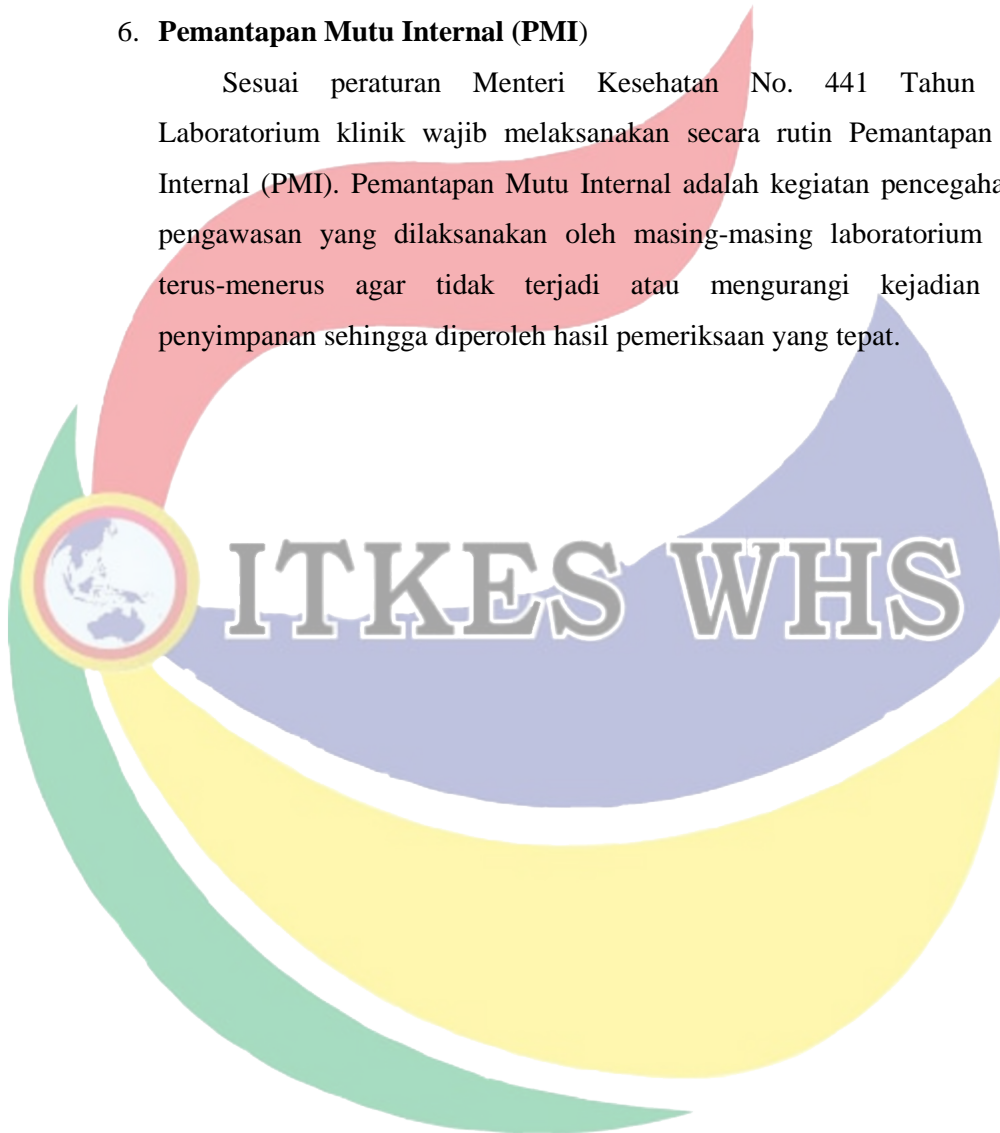 6. Pemantapan Mutu Internal (PMI)
Sesuai peraturan Menteri Kesehatan No. 441 Tahun
Laboratorium klinik wajib melaksanakan secara rutin Pemantapan
Internal (PMI). Pemantapan Mutu Internal adalah kegiatan
pengawasan yang dilaksanakan oleh masing-masing laboratorium
terus-menerus agar tidak terjadi atau mengurangi kejadian
penyimpanan sehingga diperoleh hasil pemeriksaan yang tepat.
ITKES WHS